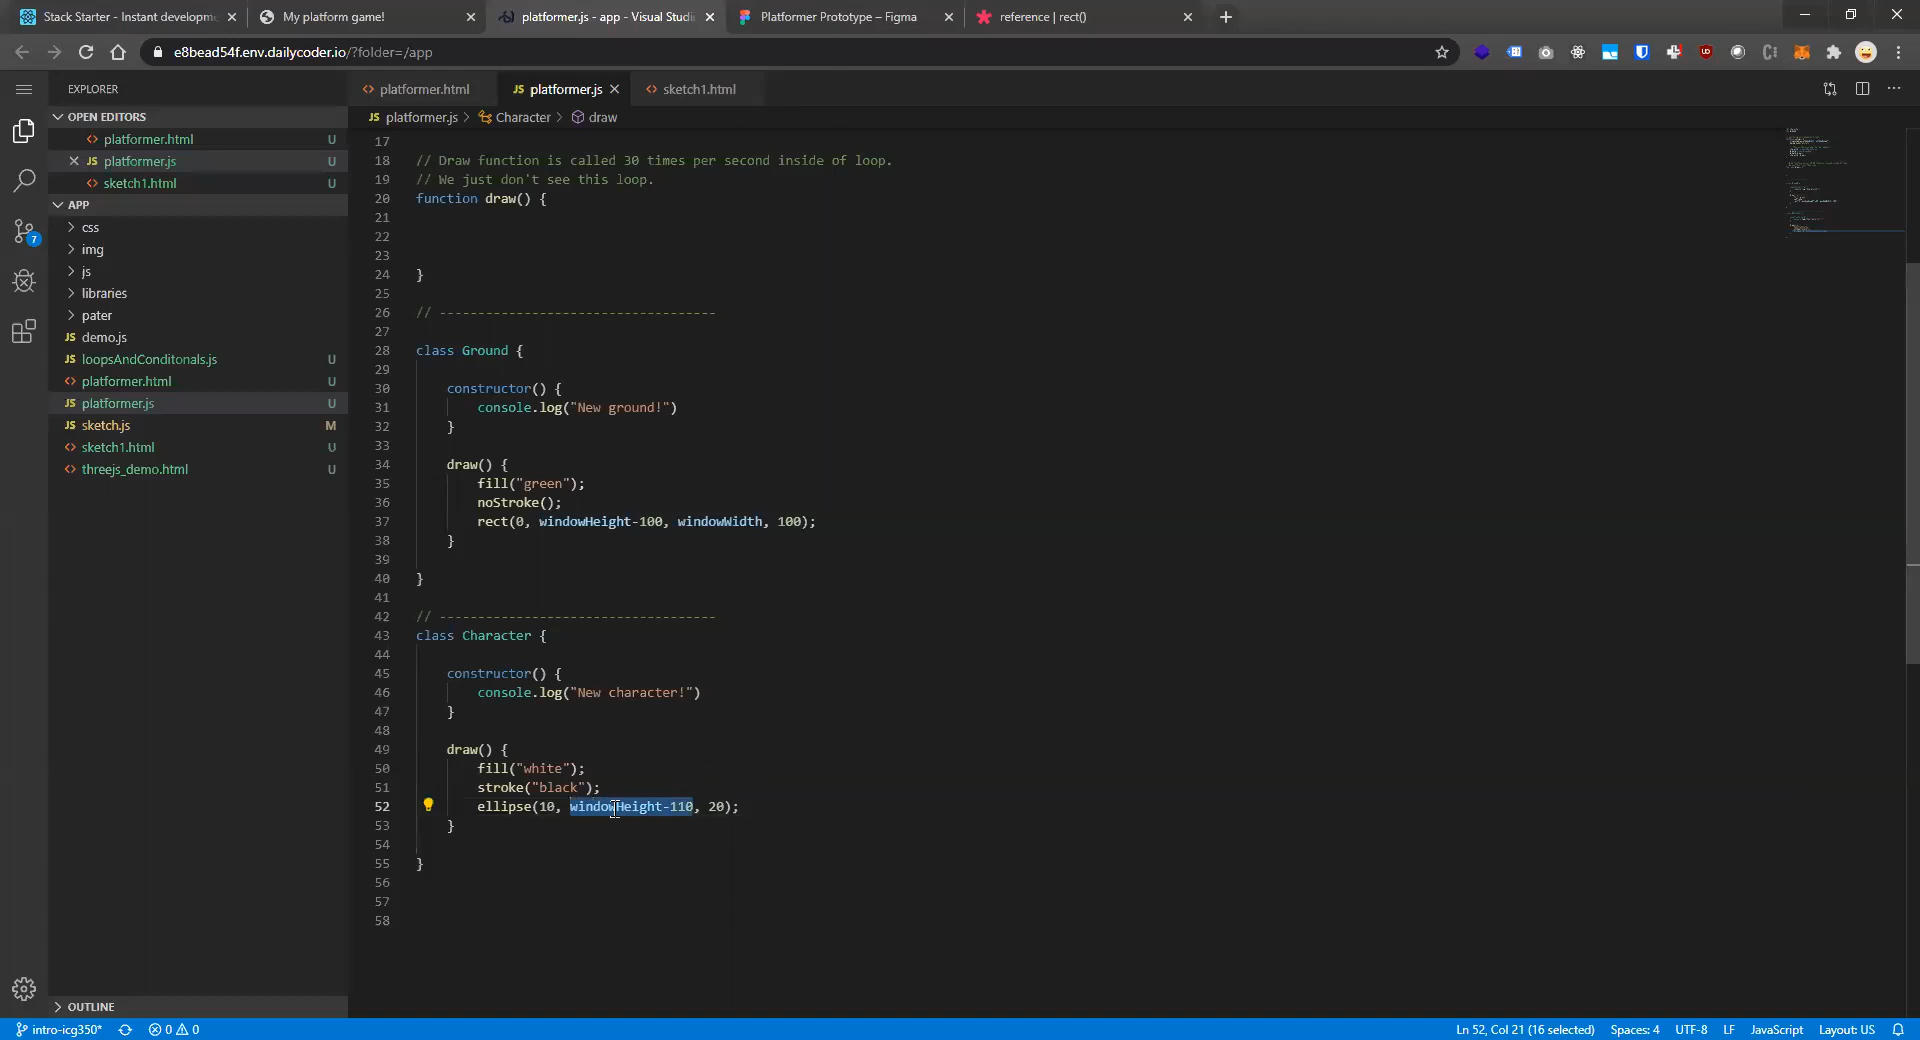 Stack Starter - Instant developme
My platform game!
platformer.js - app - Visual Studi
Platformer Prototype – Figma
reference | rect()
e8bead54f.env.dailycoder.io/?folder=/app
EXPLORER
platformer.html
JS platformer.js
sketch1.html
OPEN EDITORS
JS platformer.js > Character > draw
platformer.html U
JS platformer.js U
sketch1.html U
APP
css
img
js
libraries
pater
JS demo.js
JS loopsAndConditonals.js U
platformer.html U
JS platformer.js U
JS sketch.js M
sketch1.html U
threejs_demo.html U
7
17
18 // Draw function is called 30 times per second inside of loop.
19 // We just don't see this loop.
20 function draw() {
21
22
23
24 }
25
26 // ------------------------------------
27
28 class Ground {
29
30 constructor() {
31 console.log("New ground!")
32 }
33
34 draw() {
35 fill("green");
36 noStroke();
37 rect(0, windowHeight-100, windowWidth, 100);
38 }
39
40 }
41
42 // ------------------------------------
43 class Character {
44
45 constructor() {
46 console.log("New character!")
47 }
48
49 draw() {
50 fill("white");
51 stroke("black");
52 ellipse(10, windowHeight-110, 20);
53 }
54
55 }
56
57
58
OUTLINE
intro-icg350* 0 0
Ln 52, Col 21 (16 selected) Spaces: 4 UTF-8 LF JavaScript Layout: US